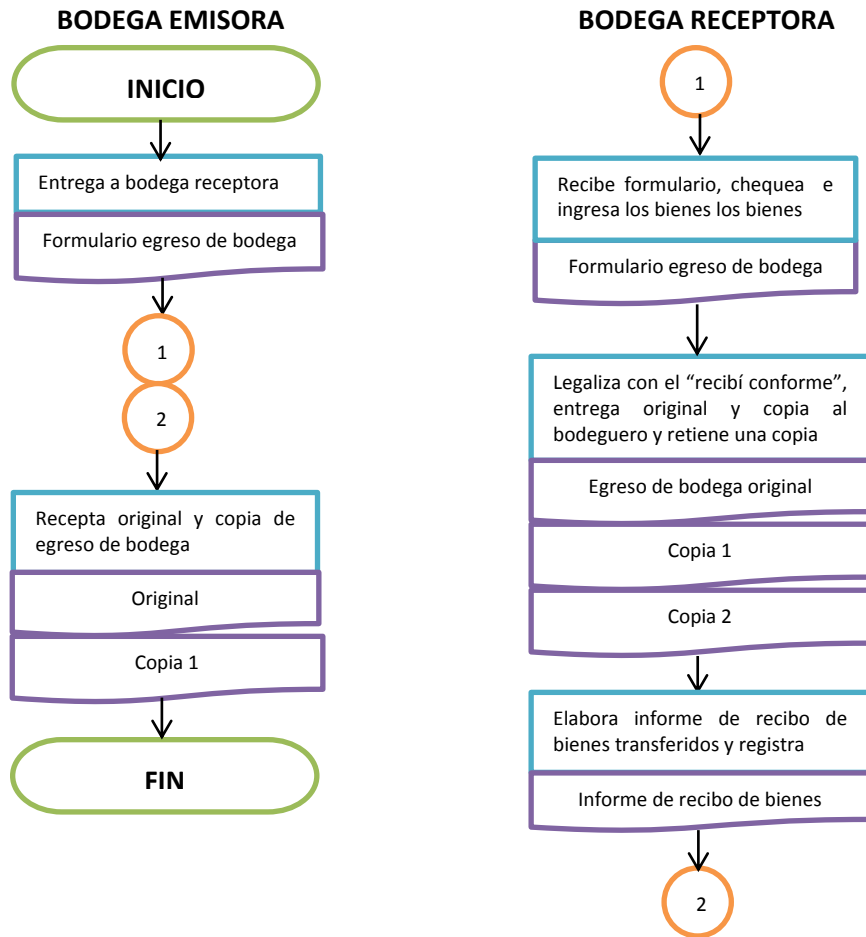 BODEGA EMISORA
INICIO
Entrega a bodega receptora
Formulario egreso de bodega
1
2
Recepta original y copia de
egreso de bodega
Original
Copia 1
FIN
BODEGA RECEPTORA
1
Recibe formulario, chequea e
ingresa los bienes los bienes
Formulario egreso de bodega
Legaliza con el “recibí conforme”,
entrega original y copia al
bodeguero y retiene una copia
Egreso de bodega original
Copia 1
Copia 2
Elabora informe de recibo de
bienes transferidos y registra
Informe de recibo de bienes
2